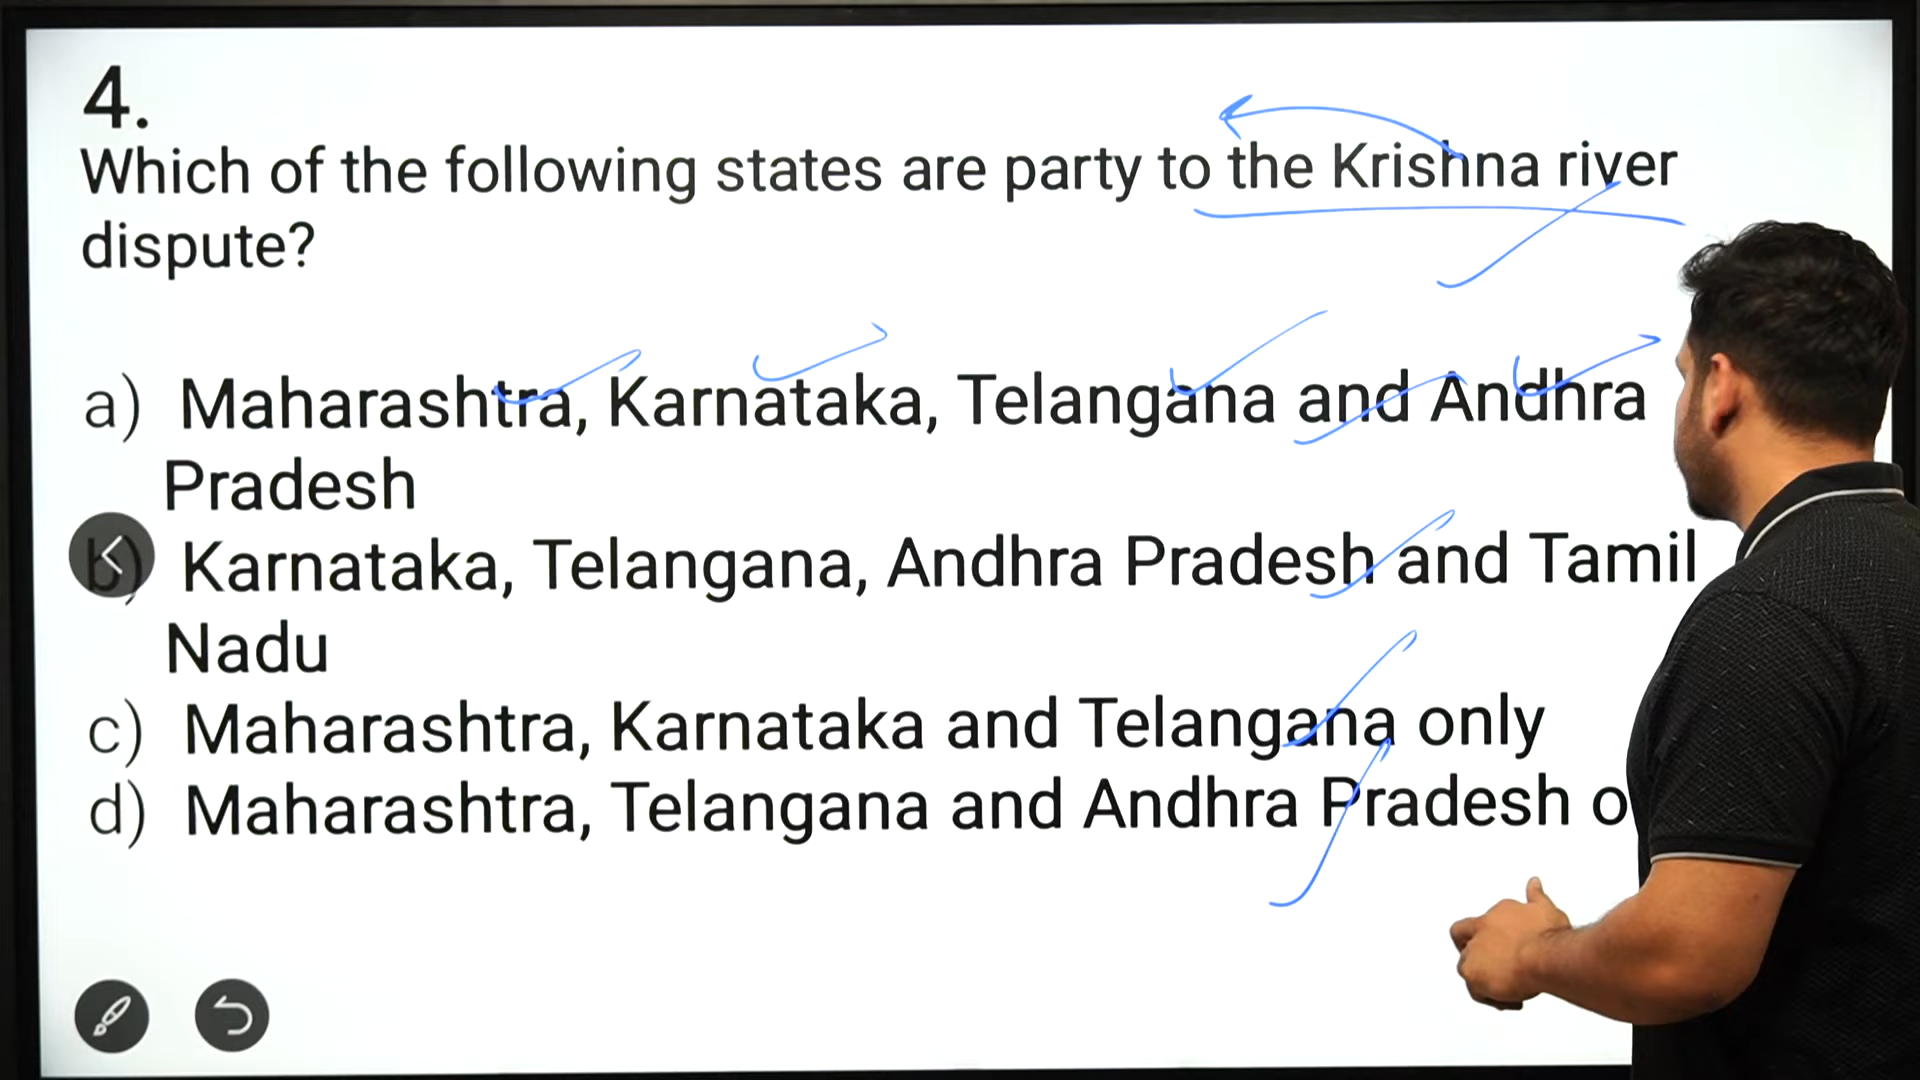 4.
Which of the following states are party to the Krishna river
dispute?
a) Maharashtra, Karnataka, Telangana and Andhra
Pradesh
b) Karnataka, Telangana, Andhra Pradesh and Tamil
Nadu
c) Maharashtra, Karnataka and Telangana only
d) Maharashtra, Telangana and Andhra Pradesh